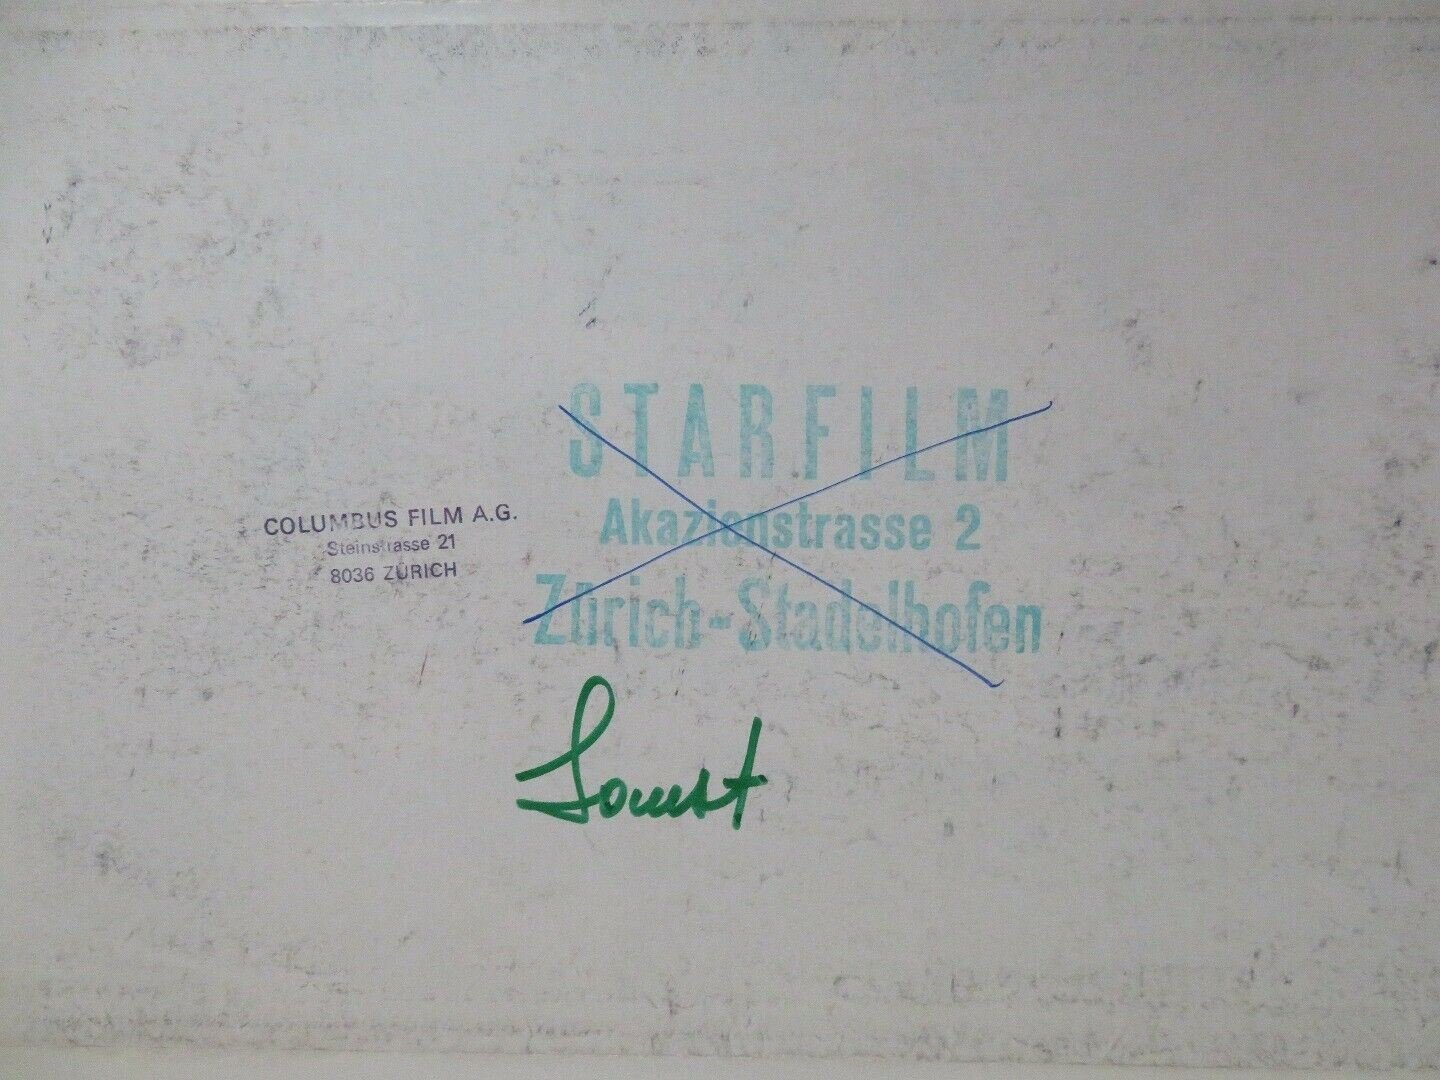 STARFILM
Akazienstrasse 2
Zürich-Stadelhofen
COLUMBUS FILM A.G.
Steinstrasse 21
8036 ZÜRICH